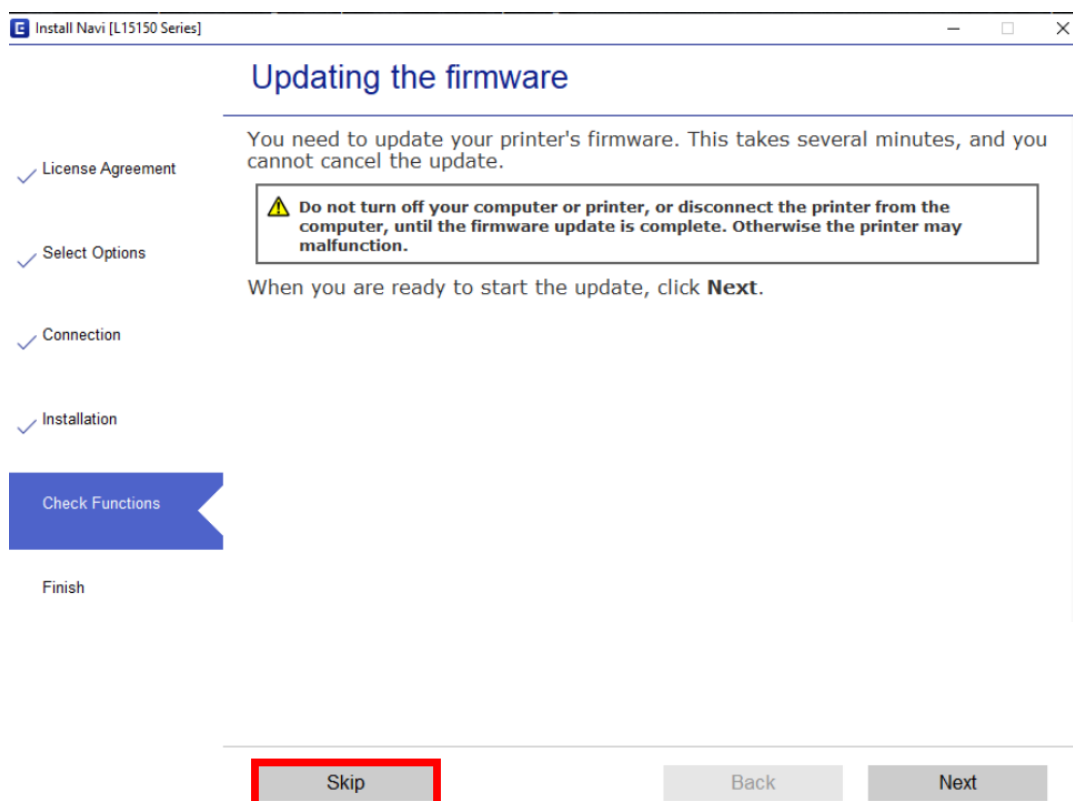 Install Navi [L15150 Series]
Updating the firmware
You need to update your printer's firmware. This takes several minutes, and you
cannot cancel the update.
Do not turn off your computer or printer, or disconnect the printer from the
computer, until the firmware update is complete. Otherwise the printer may
malfunction.
When you are ready to start the update, click Next.
License Agreement
Select Options
Connection
Installation
Check Functions
Finish
Skip
Back
Next